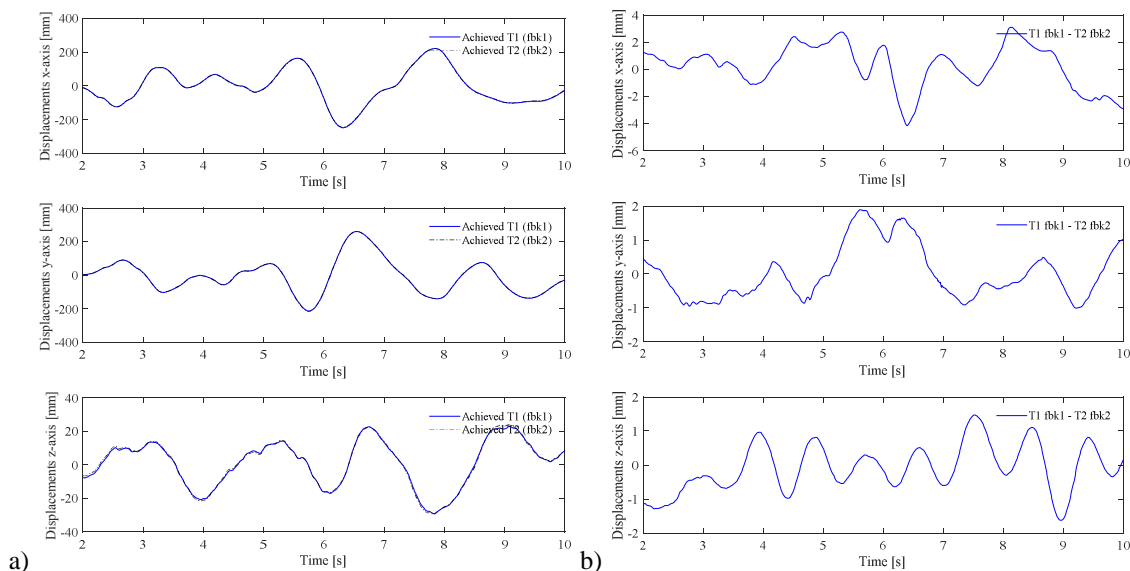 Displacements x-axis [mm]
400
200
0
-200
-400
Achieved T1 (fbk1)
Achieved T2 (fbk2)
2 3 4 5 6 7 8 9 10
Time [s]
Displacements y-axis [mm]
400
200
0
-200
-400
Achieved T1 (fbk1)
Achieved T2 (fbk2)
2 3 4 5 6 7 8 9 10
Time [s]
Displacements z-axis [mm]
40
20
0
-20
-40
Achieved T1 (fbk1)
Achieved T2 (fbk2)
2 3 4 5 6 7 8 9 10
Time [s]
a)
Displacements x-axis [mm]
4
2
0
-2
-4
-6
T1 fbk1 - T2 fbk2
2 3 4 5 6 7 8 9 10
Time [s]
Displacements y-axis [mm]
2
1
0
-1
-2
T1 fbk1 - T2 fbk2
2 3 4 5 6 7 8 9 10
Time [s]
Displacements z-axis [mm]
2
1
0
-1
-2
T1 fbk1 - T2 fbk2
2 3 4 5 6 7 8 9 10
Time [s]
b)